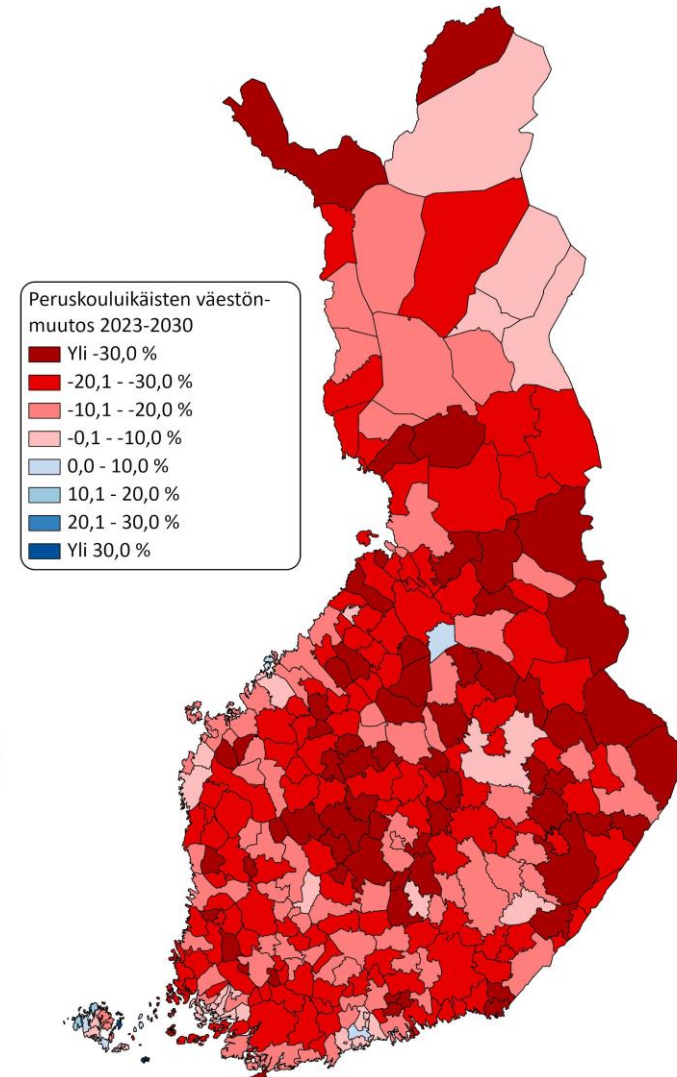 Peruskouluikäisten väestön-
muutos 2023-2030
Yli -30,0 %
-20,1 - -30,0 %
-10,1 - -20,0 %
-0,1 - -10,0 %
0,0 - 10,0 %
10,1 - 20,0 %
20,1 - 30,0 %
Yli 30,0 %